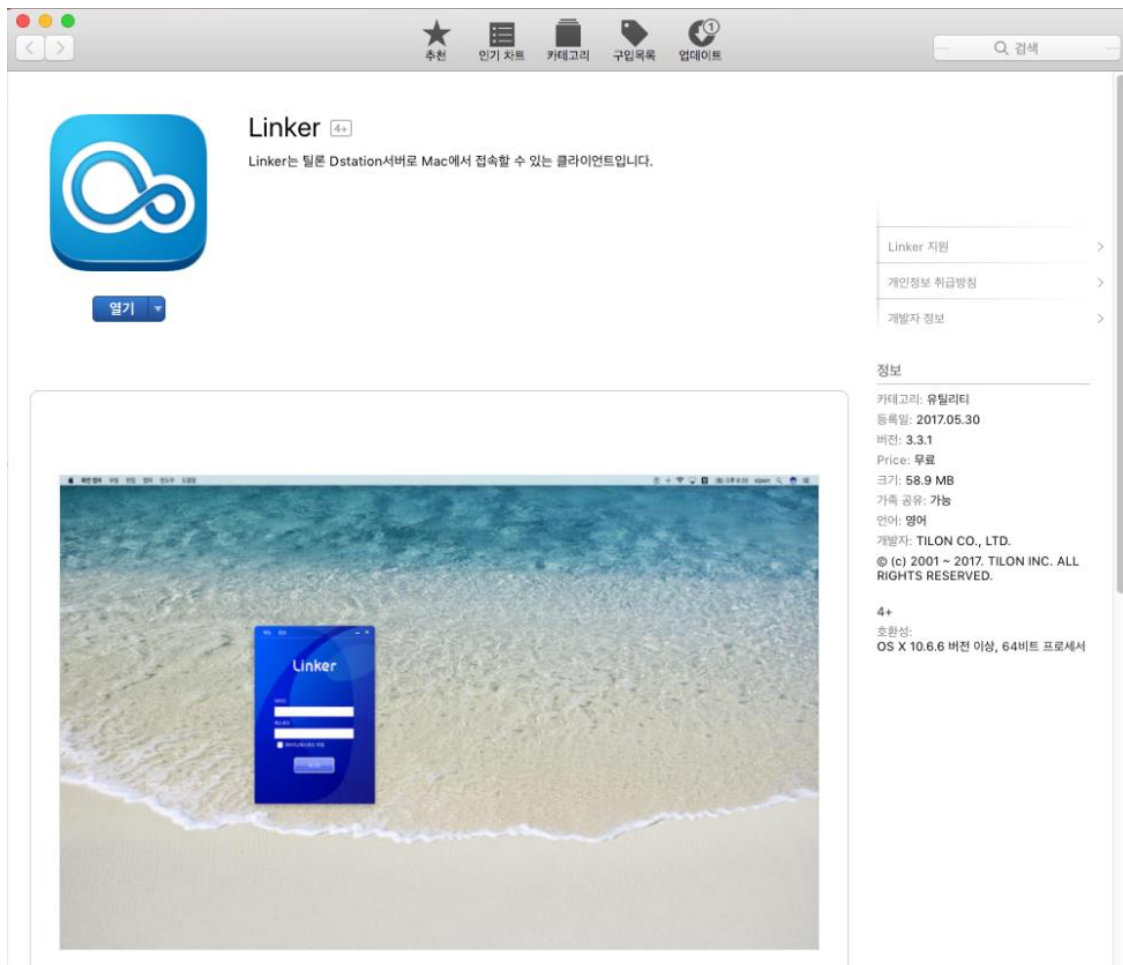 추천 인기 차트 카테고리 구입목록 업데이트 1
검색
Linker 4+
Linker는 틸론 Dstation서버로 Mac에서 접속할 수 있는 클라이언트입니다.
열기
Linker 지원
개인정보 취급방침
개발자 정보
정보
카테고리: 유틸리티
등록일: 2017.05.30
버전: 3.3.1
Price: 무료
크기: 58.9 MB
가족 공유: 가능
언어: 영어
개발자: TILON CO., LTD.
© (c) 2001 ~ 2017. TILON INC. ALL
RIGHTS RESERVED.
4+
호환성:
OS X 10.6.6 버전 이상, 64비트 프로세서
Linker